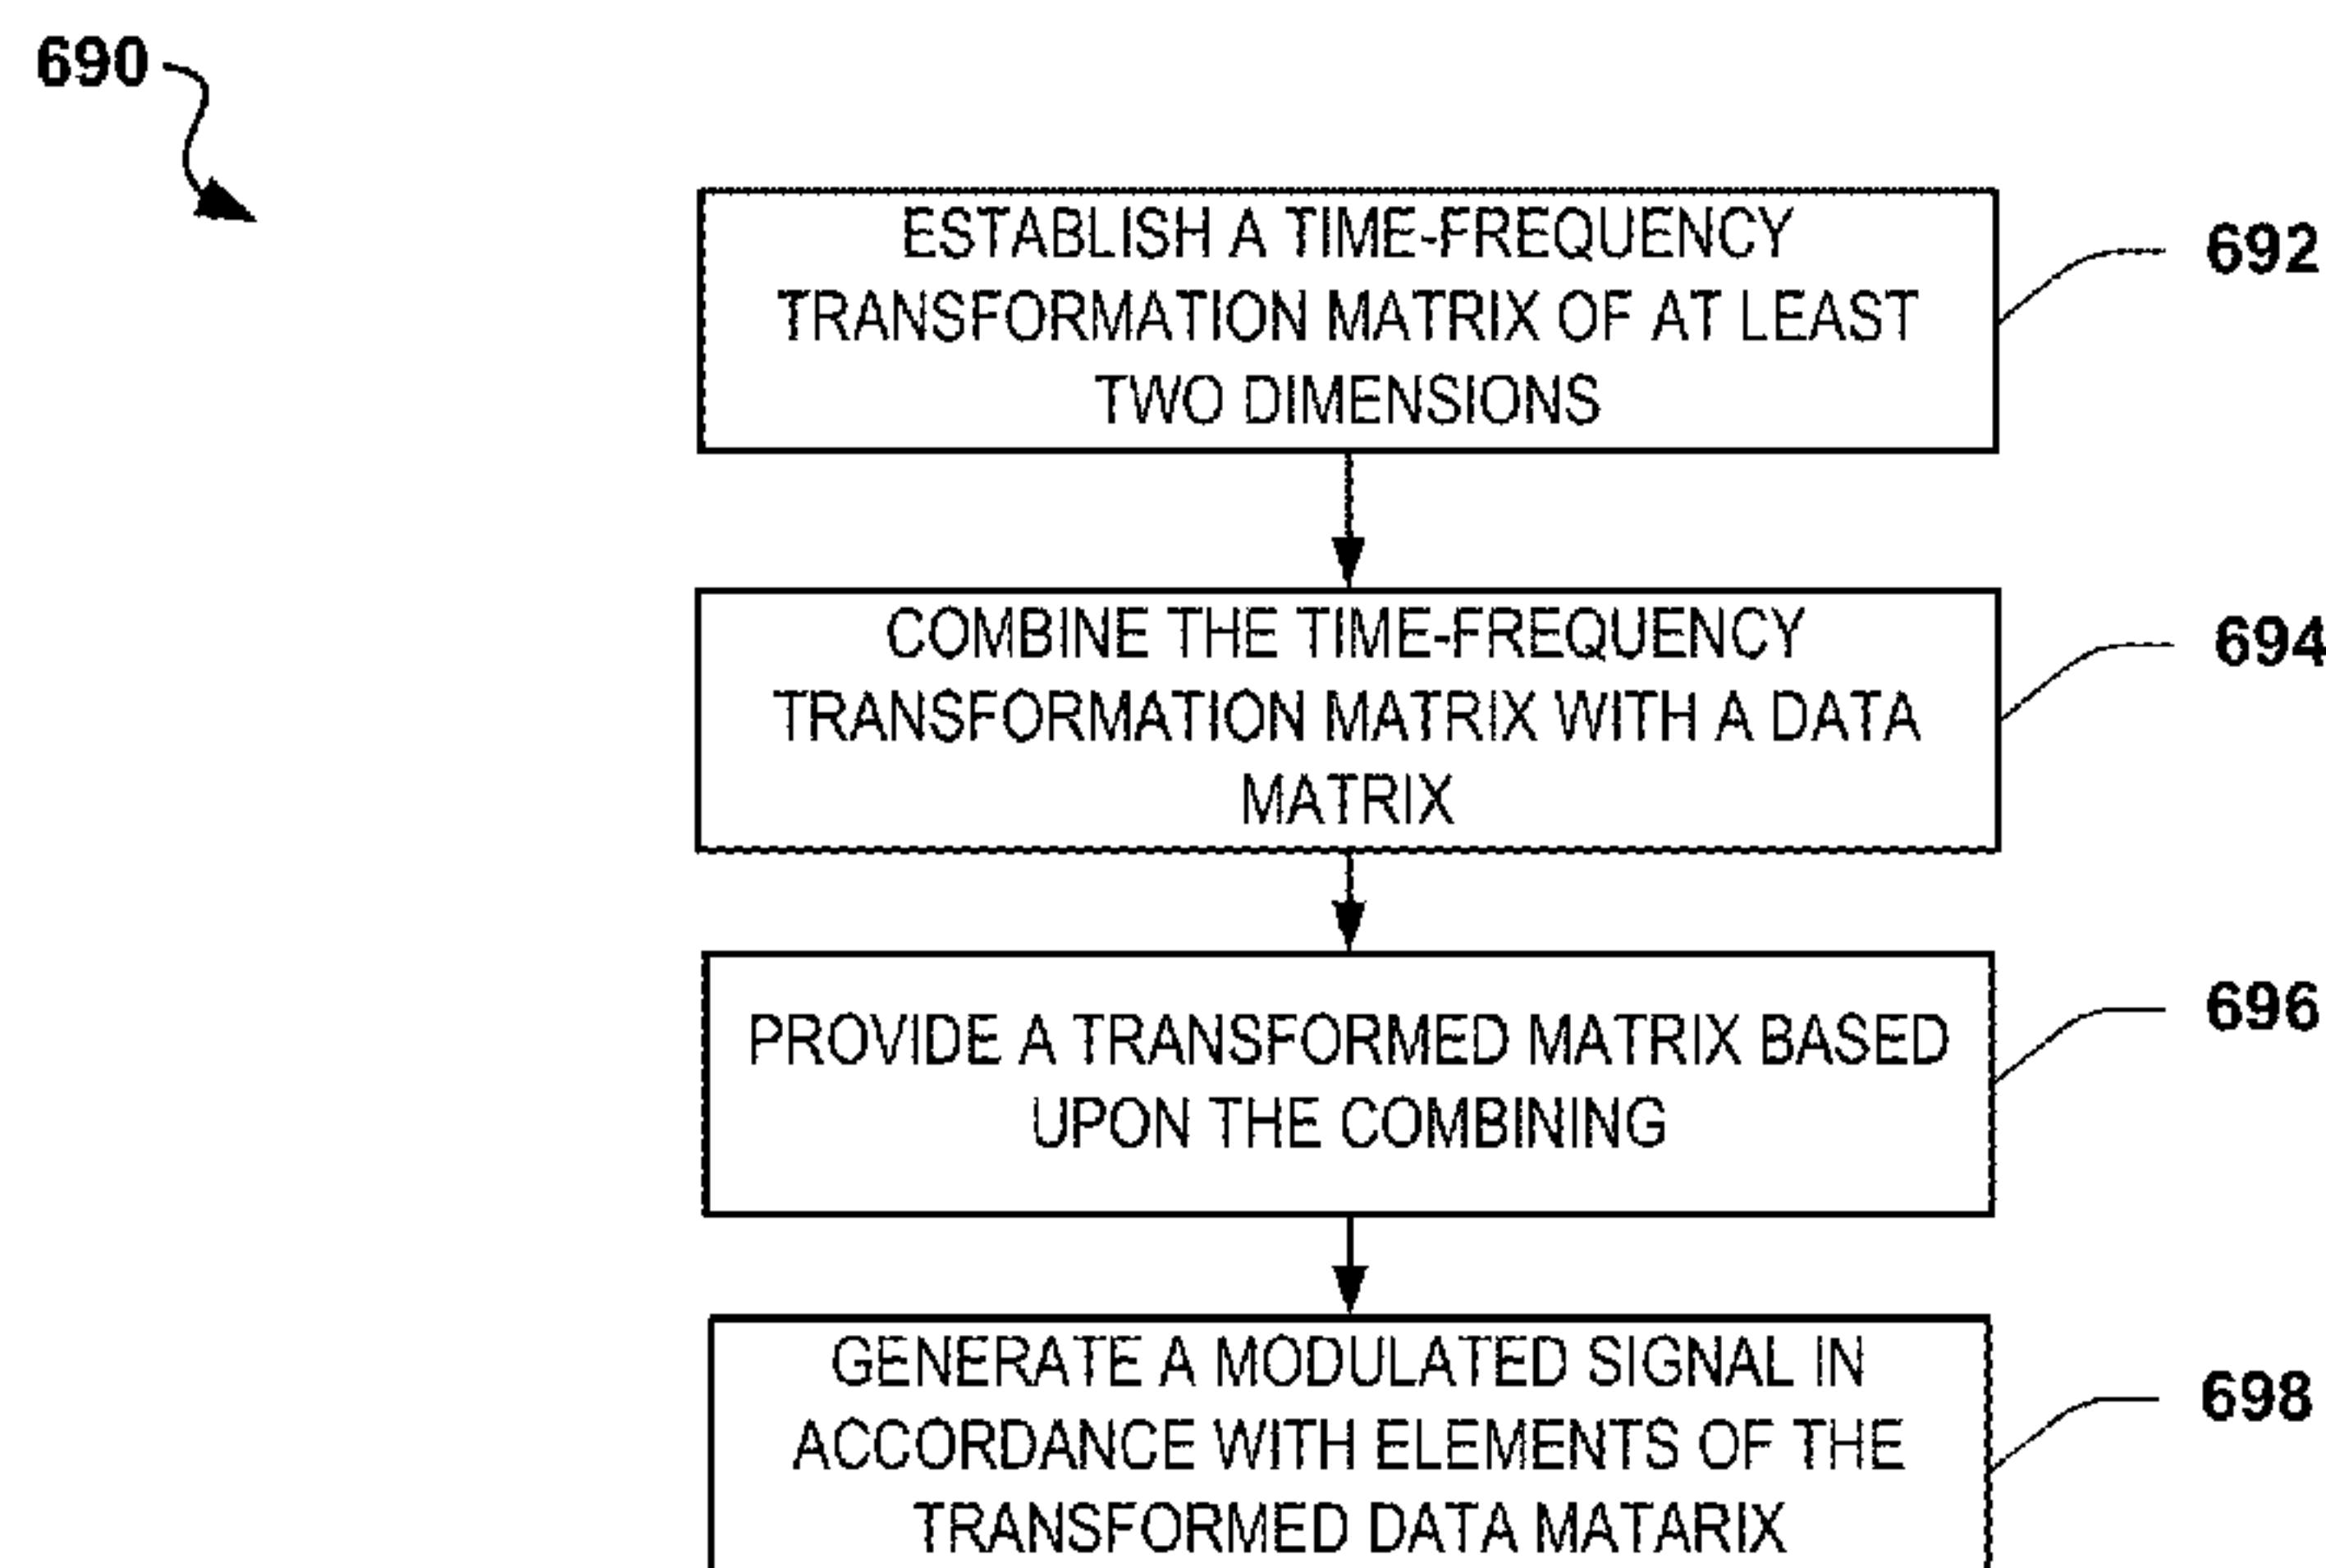 690
ESTABLISH A TIME-FREQUENCY
TRANSFORMATION MATRIX OF AT LEAST
TWO DIMENSIONS
692
COMBINE THE TIME-FREQUENCY
TRANSFORMATION MATRIX WITH A DATA
MATRIX
694
PROVIDE A TRANSFORMED MATRIX BASED
UPON THE COMBINING
696
GENERATE A MODULATED SIGNAL IN
ACCORDANCE WITH ELEMENTS OF THE
TRANSFORMED DATA MATARIX
698